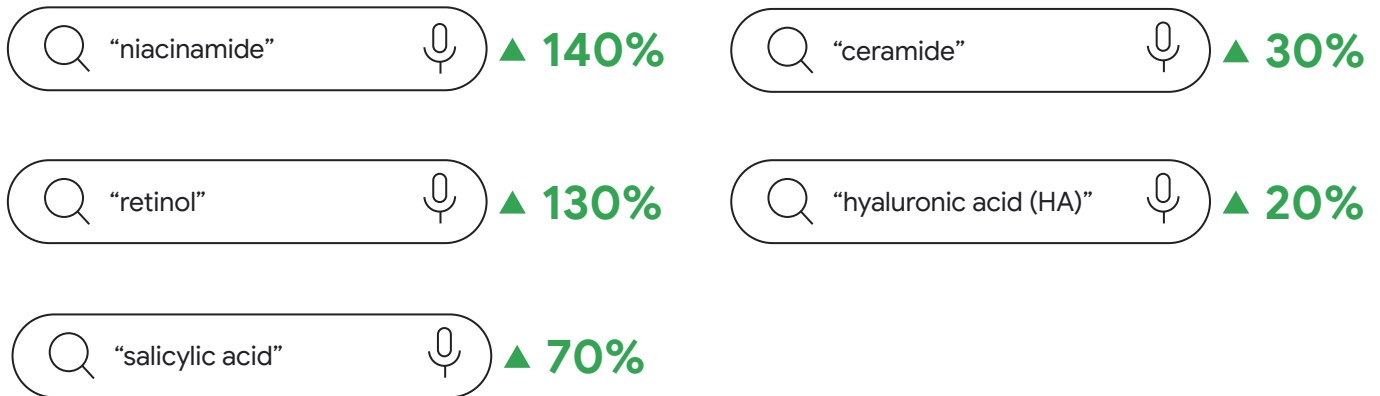 “niacinamide” ▲ 140%
“retinol” ▲ 130%
“salicylic acid” ▲ 70%
“ceramide” ▲ 30%
“hyaluronic acid (HA)” ▲ 20%